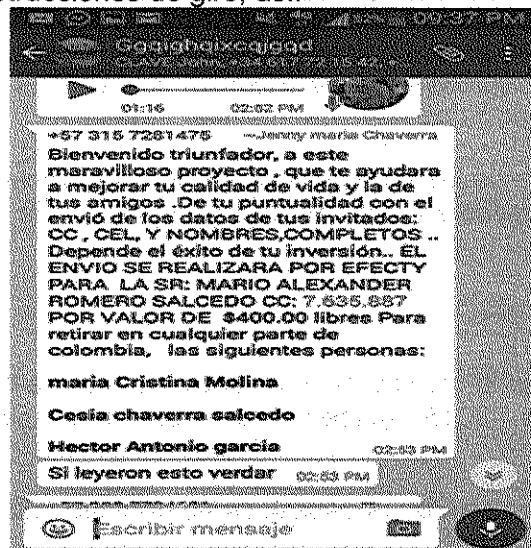 09:37 PM
01:16 02:52 PM
+57 315 7281475 ~Jenny maria Chaverra
Bienvenido triunfador, a este
maravilloso proyecto , que te ayudara
a mejorar tu calidad de vida y la de
tus amigos .De tu puntualidad con el
envió de los datos de tus invitados:
CC , CEL, Y NOMBRES,COMPLETOS ..
Depende el éxito de tu inversión.. EL
ENVIO SE REALIZARA POR EFECTY
PARA LA SR: MARIO ALEXANDER
ROMERO SALCEDO CC: 7.635.887
POR VALOR DE $400.00 libres Para
retirar en cualquier parte de
colombia, las siguientes personas:
maria Cristina Molina
Cesia chaverra salcedo
Hector Antonio garcia 02:53 PM
Si leyeron esto verdar 02:53 PM
Escribir mensaje